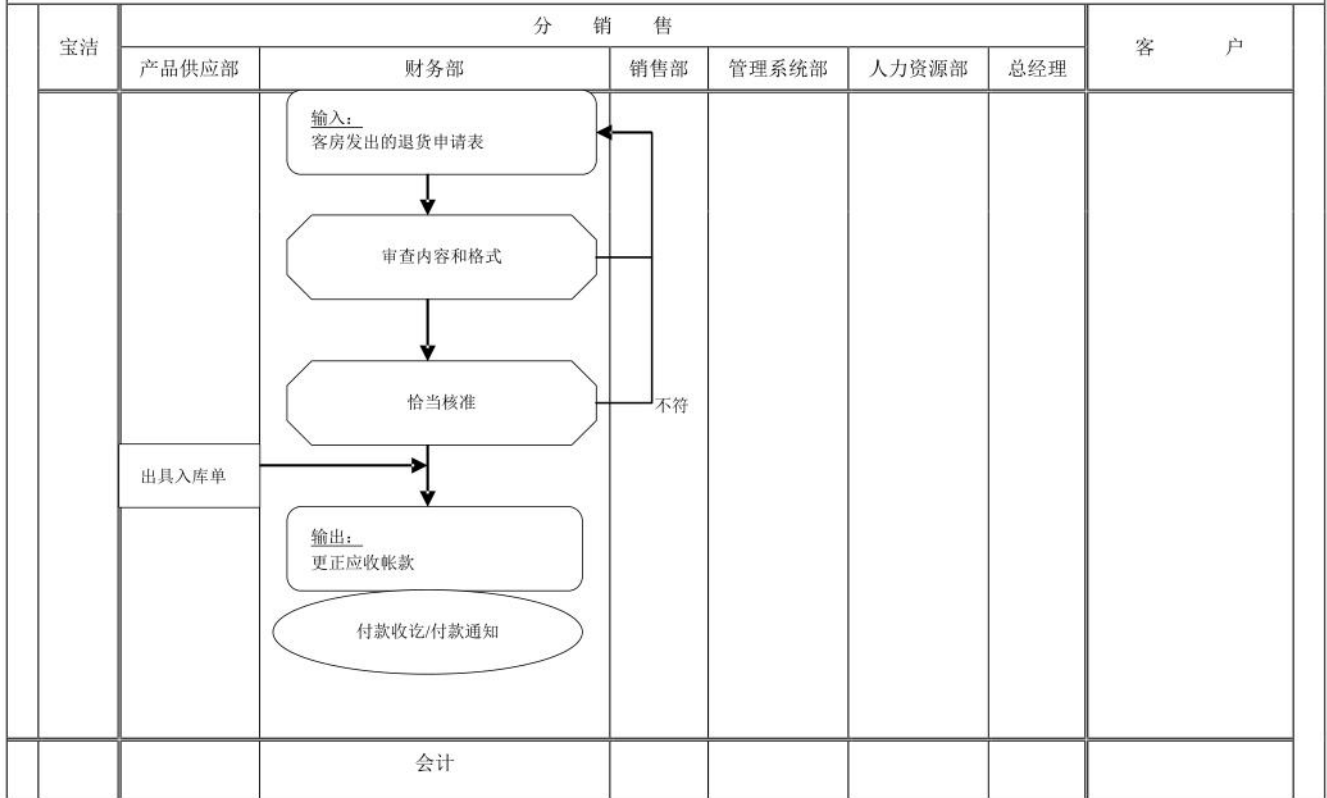 宝洁
分 销 售
客 户
产品供应部
财务部
销售部
管理系统部
人力资源部
总经理
输入：
客房发出的退货申请表
审查内容和格式
恰当核准
不符
出具入库单
输出：
更正应收帐款
付款收讫/付款通知
会计